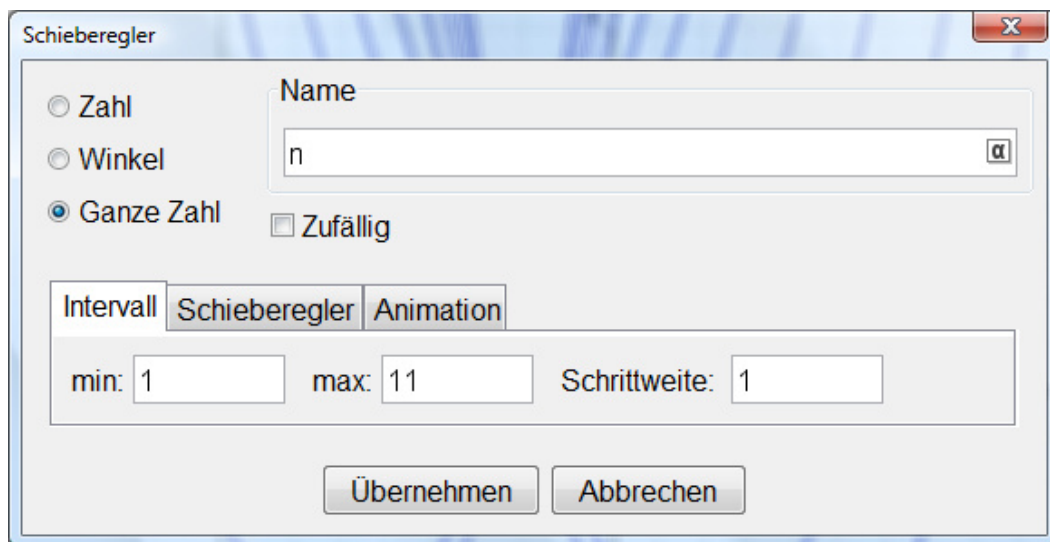 Schieberegler
Zahl
Name
Winkel
n
α
Ganze Zahl
Zufällig
Intervall Schieberegler Animation
min: 1 max: 11 Schrittweite: 1
Übernehmen Abbrechen